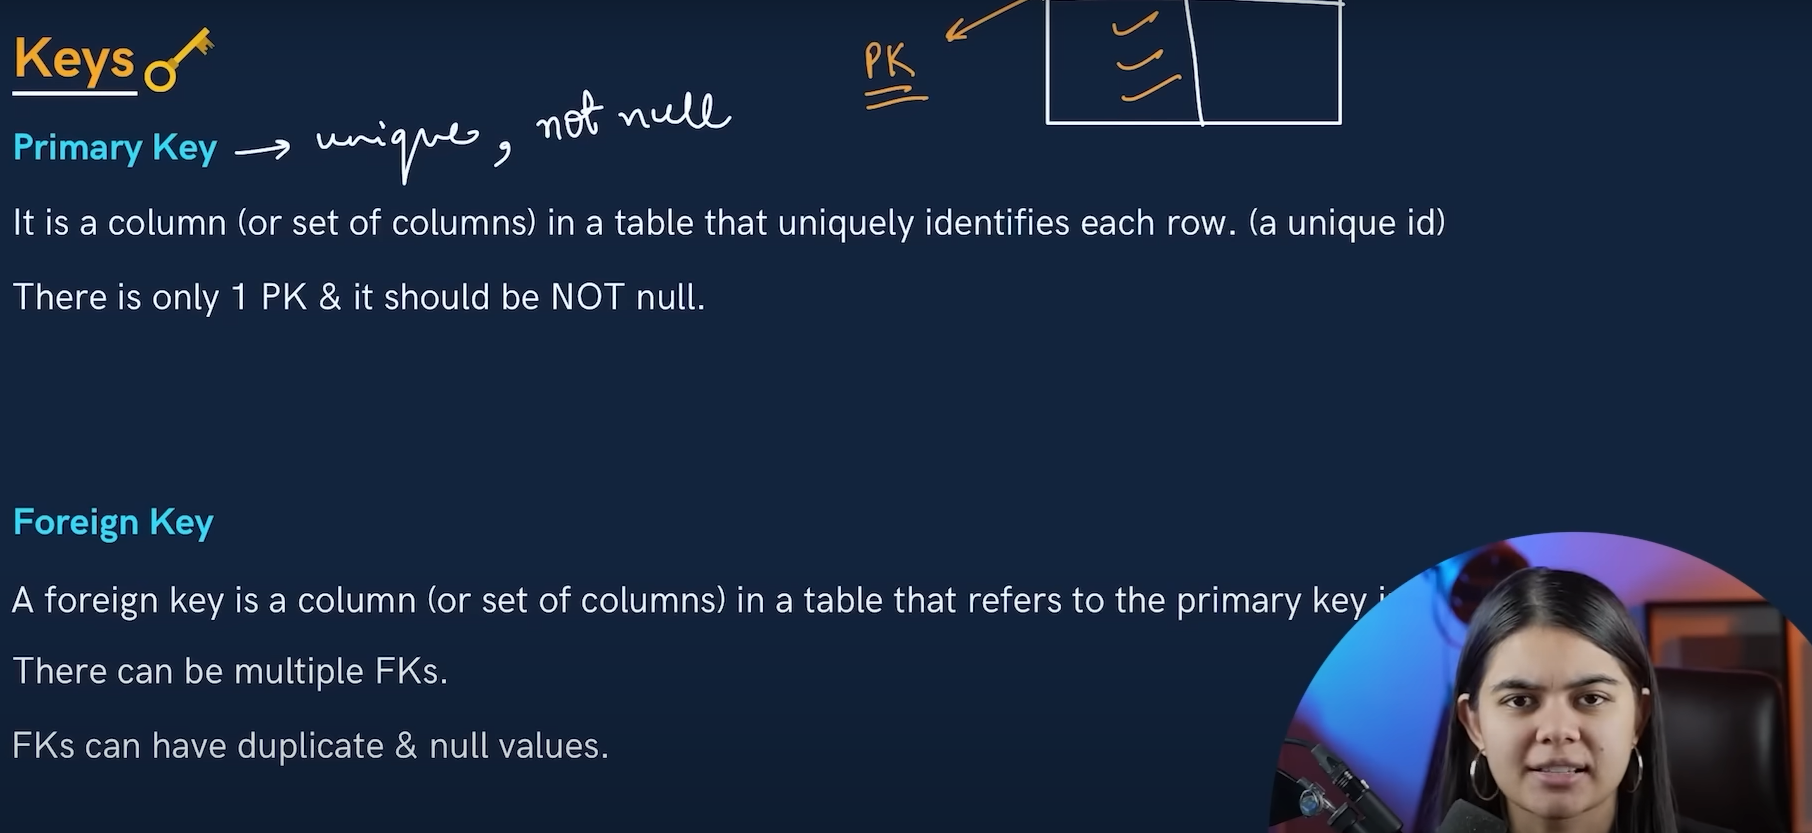 Keys
PK
Primary Key → unique, not null
It is a column (or set of columns) in a table that uniquely identifies each row. (a unique id)
There is only 1 PK & it should be NOT null.
Foreign Key
A foreign key is a column (or set of columns) in a table that refers to the primary key
There can be multiple FKs.
FKs can have duplicate & null values.